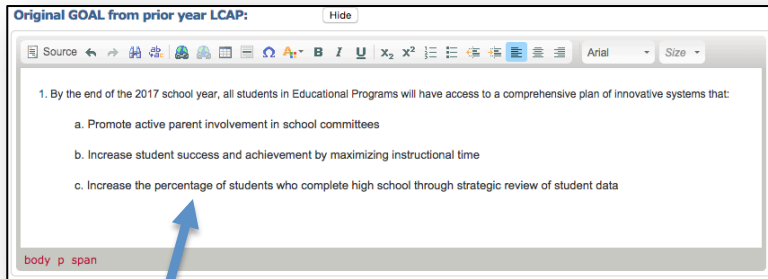 Original GOAL from prior year LCAP:
Hide
Source
B I U x₂ x²
Arial
Size
1. By the end of the 2017 school year, all students in Educational Programs will have access to a comprehensive plan of innovative systems that:
a. Promote active parent involvement in school committees
b. Increase student success and achievement by maximizing instructional time
c. Increase the percentage of students who complete high school through strategic review of student data
body p span